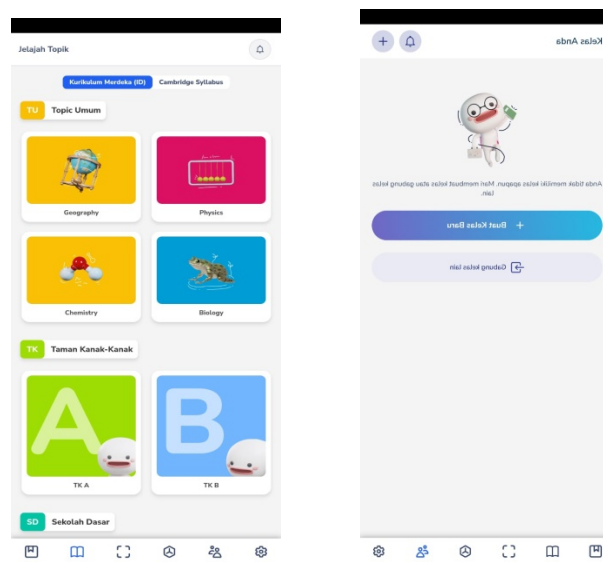 Jelajah Topik
Kurikulum Merdeka (ID) Cambridge Syllabus
TU Topic Umum
Geography Physics
Chemistry Biology
TK Taman Kanak-Kanak
A B
TK A TK B
SD Sekolah Dasar
Kelas Anda
Anda tidak memiliki kelas apapun. Mari membuat kelas atau gabung kelas
lain.
+ Buat Kelas Baru
Gabung kelas lain